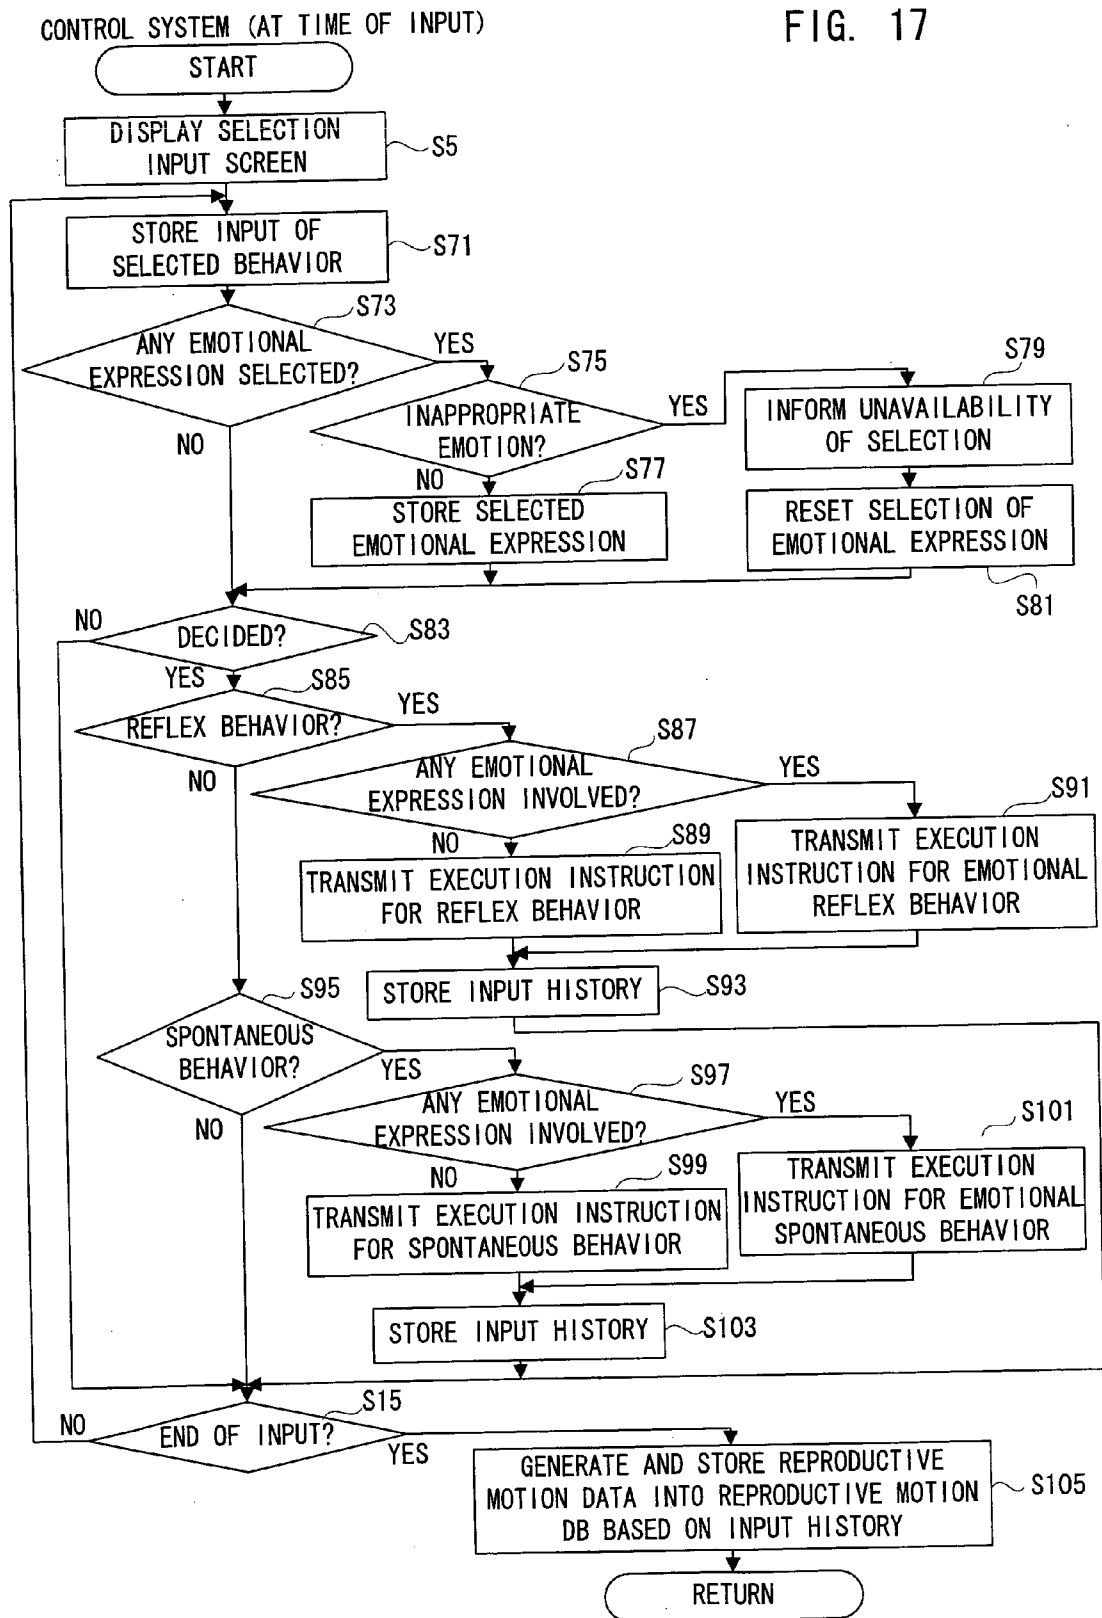 CONTROL SYSTEM (AT TIME OF INPUT)
FIG. 17
START
DISPLAY SELECTION
INPUT SCREEN
S5
STORE INPUT OF
SELECTED BEHAVIOR
S71
S73
ANY EMOTIONAL
EXPRESSION SELECTED?
YES
NO
S75
INAPPROPRIATE
EMOTION?
YES
NO
S79
INFORM UNAVAILABILITY
OF SELECTION
S77
STORE SELECTED
EMOTIONAL EXPRESSION
RESET SELECTION OF
EMOTIONAL EXPRESSION
S81
NO
DECIDED?
S83
YES
S85
REFLEX BEHAVIOR?
YES
NO
S87
ANY EMOTIONAL
EXPRESSION INVOLVED?
YES
NO
S89
TRANSMIT EXECUTION INSTRUCTION
FOR REFLEX BEHAVIOR
S91
TRANSMIT EXECUTION
INSTRUCTION FOR EMOTIONAL
REFLEX BEHAVIOR
STORE INPUT HISTORY
S93
S95
SPONTANEOUS
BEHAVIOR?
YES
NO
S97
ANY EMOTIONAL
EXPRESSION INVOLVED?
YES
NO
S99
TRANSMIT EXECUTION INSTRUCTION
FOR SPONTANEOUS BEHAVIOR
S101
TRANSMIT EXECUTION
INSTRUCTION FOR EMOTIONAL
SPONTANEOUS BEHAVIOR
STORE INPUT HISTORY
S103
S15
NO
END OF INPUT?
YES
GENERATE AND STORE REPRODUCTIVE
MOTION DATA INTO REPRODUCTIVE MOTION
DB BASED ON INPUT HISTORY
S105
RETURN